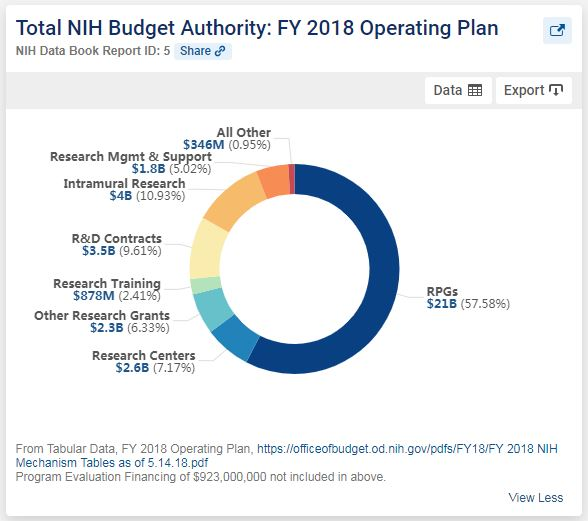 Total NIH Budget Authority: FY 2018 Operating Plan
NIH Data Book Report ID: 5 Share
Data Export
All Other
$346M (0.95%)
Research Mgmt & Support
$1.8B (5.02%)
Intramural Research
$4B (10.93%)
R&D Contracts
$3.5B (9.61%)
Research Training
$878M (2.41%)
Other Research Grants
$2.3B (6.33%)
Research Centers
$2.6B (7.17%)
RPGs
$21B (57.58%)
From Tabular Data, FY 2018 Operating Plan, https://officeofbudget.od.nih.gov/pdfs/FY18/FY 2018 NIH
Mechanism Tables as of 5.14.18.pdf
Program Evaluation Financing of $923,000,000 not included in above.
View Less